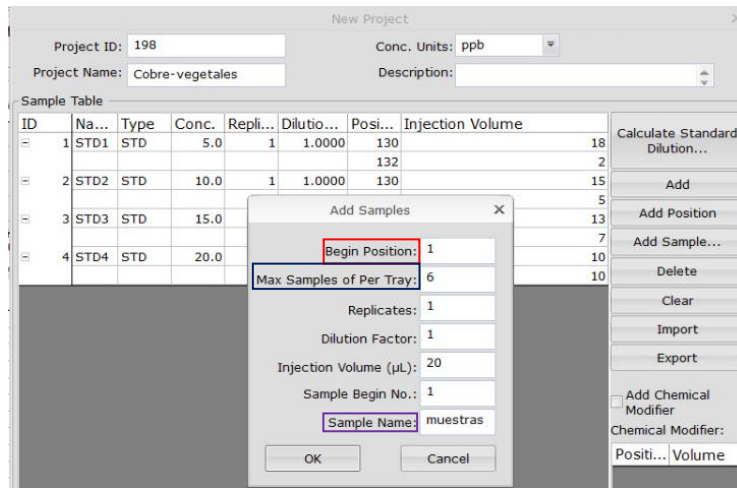 New Project
Project ID: 198 Conc. Units: ppb
Project Name: Cobre-vegetales Description:
Sample Table
ID Na... Type Conc. Repli... Dilutio... Posi... Injection Volume
1 STD1 STD 5.0 1 1.0000 130 18
132 2
2 STD2 STD 10.0 1 1.0000 130 15
5
3 STD3 STD 15.0 13
7
4 STD4 STD 20.0 10
10
Calculate Standard
Dilution...
Add
Add Position
Add Sample...
Delete
Clear
Import
Export
Add Chemical
Modifier
Chemical Modifier:
Positi... Volume
Add Samples
Begin Position: 1
Max Samples of Per Tray: 6
Replicates: 1
Dilution Factor: 1
Injection Volume (µL): 20
Sample Begin No.: 1
Sample Name: muestras
OK Cancel